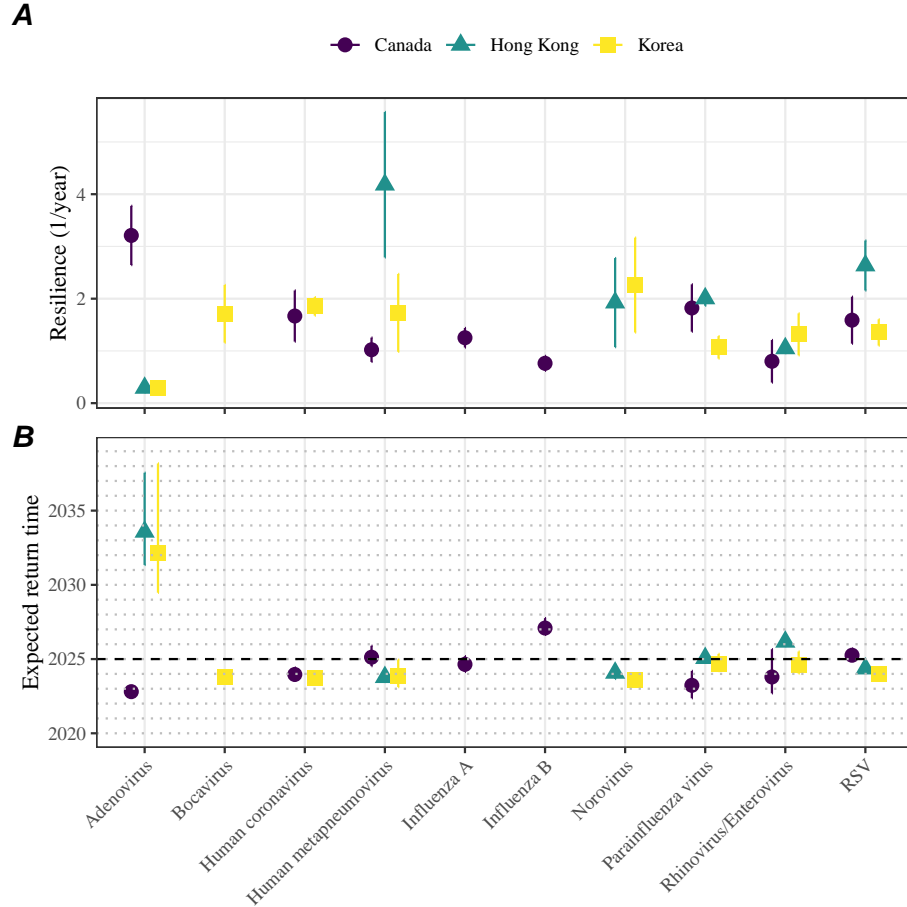 A
Canada Hong Kong Korea
Resilience (1/year)
4
2
0
B
Expected return time
2035
2030
2025
2020
Adenovirus
Bocavirus
Human coronavirus
Human metapneumovirus
Influenza A
Influenza B
Norovirus
Parainfluenza virus
Rhinovirus/Enterovirus
RSV